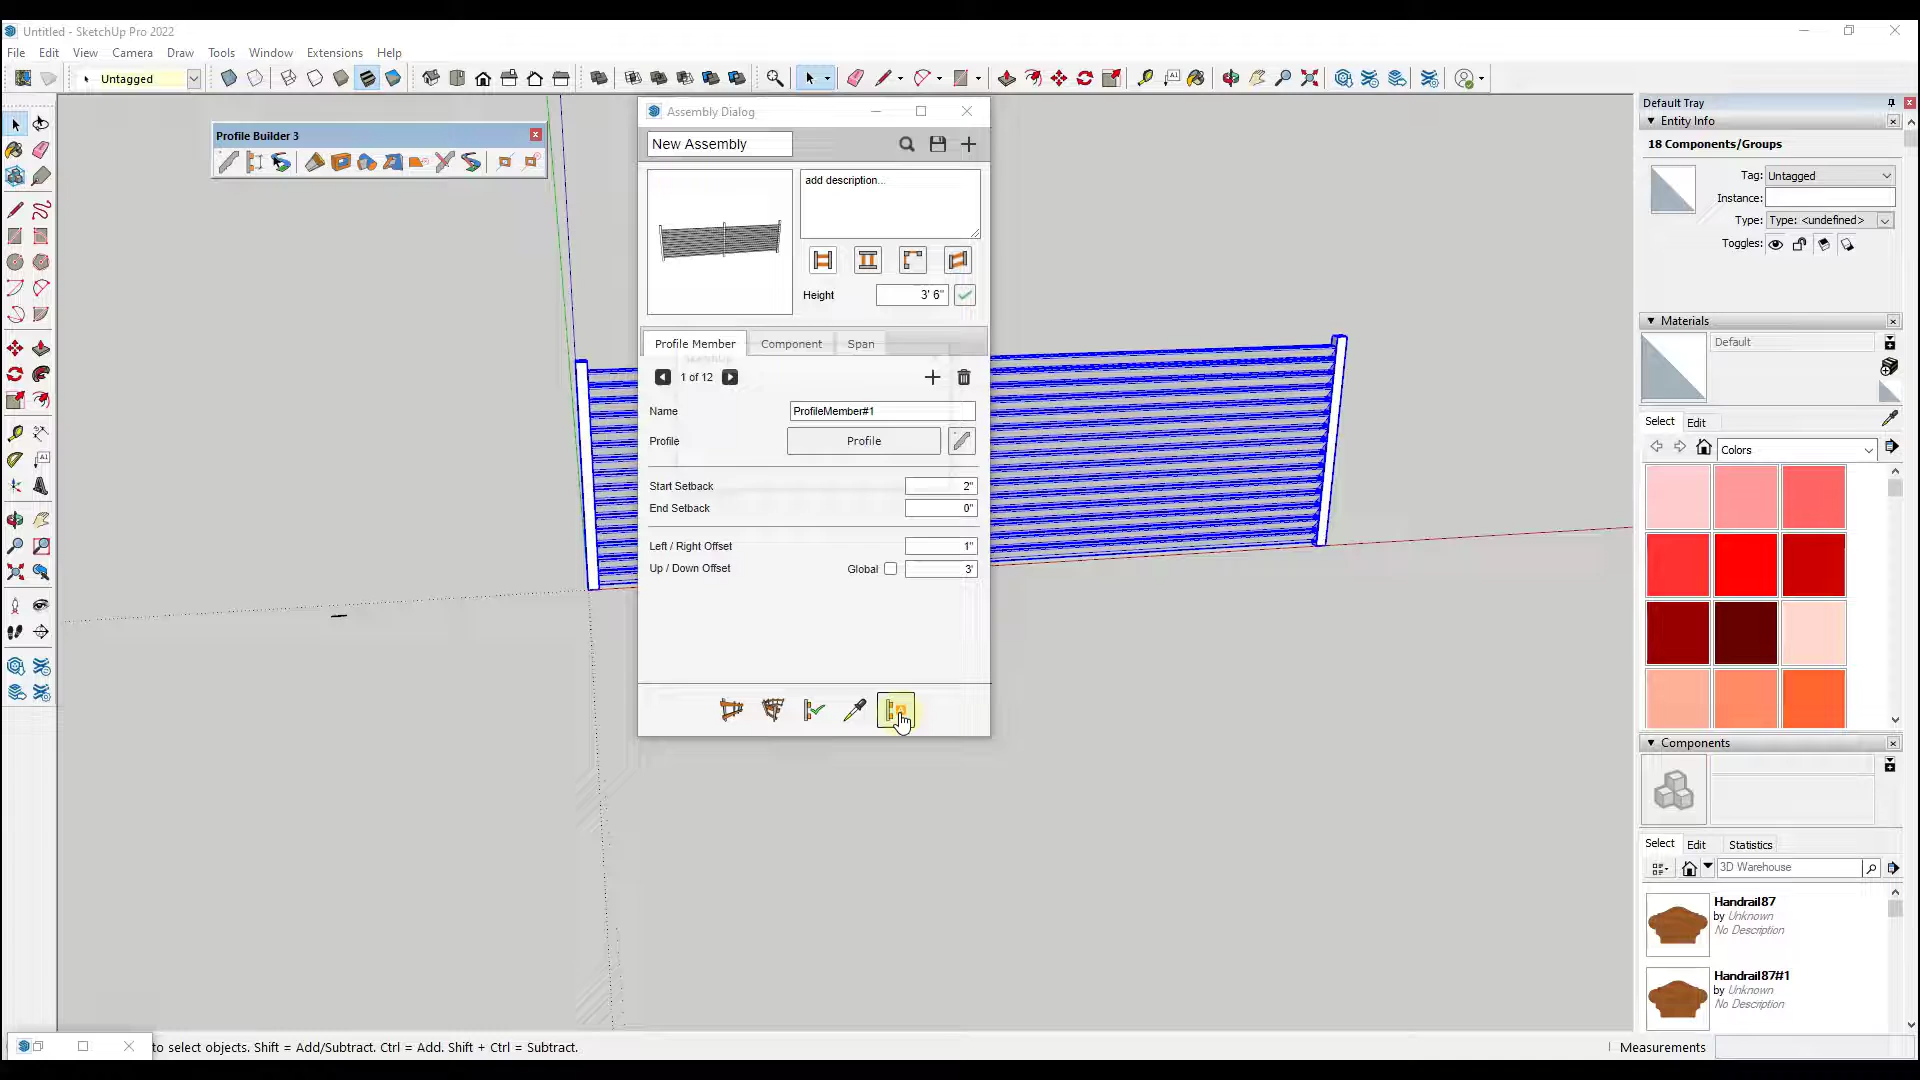 Untitled - SketchUp Pro 2022
File Edit View Camera Draw Tools Window Extensions Help
Untagged
Default Tray
Profile Builder 3
Assembly Dialog
New Assembly
add description...
Height 3' 6"
Profile Member Component Span
1 of 12
Name ProfileMember#1
Profile Profile
Start Setback 2"
End Setback 0"
Left / Right Offset 1"
Up / Down Offset Global 3'
Entity Info
18 Components/Groups
Tag: Untagged
Instance:
Type: Type: <undefined>
Toggles:
Materials
Default
Select Edit
Colors
Components
Select Edit Statistics
3D Warehouse
Handrail87
by Unknown
No Description
Handrail87#1
by Unknown
No Description
to select objects. Shift = Add/Subtract. Ctrl = Add. Shift + Ctrl = Subtract.
Measurements